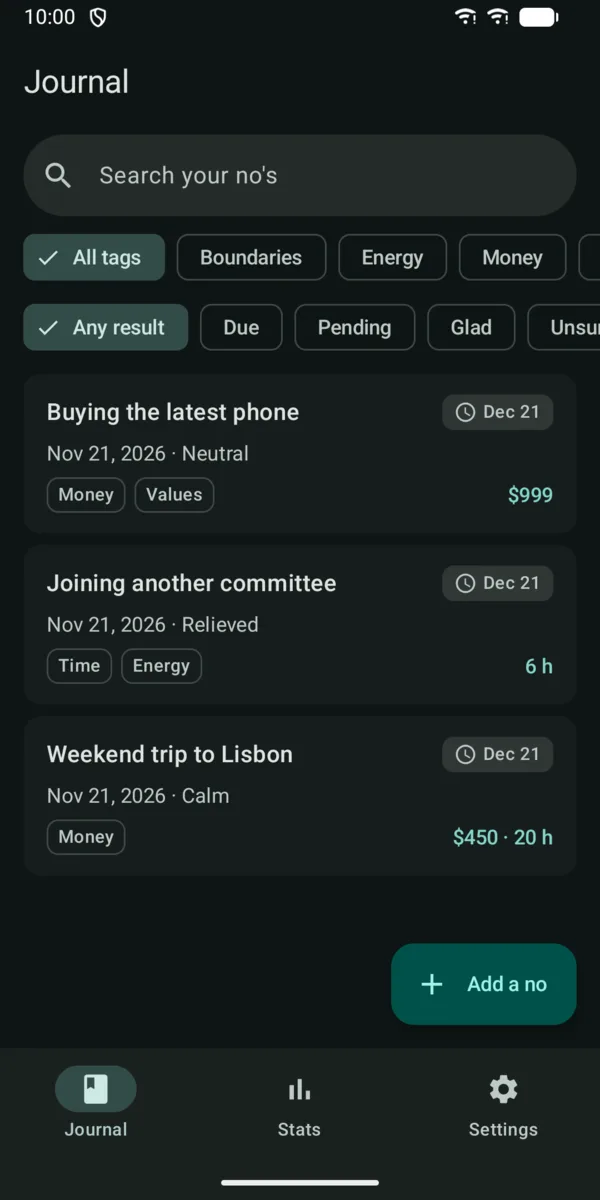 10:00
Journal
Search your no's
All tags Boundaries Energy Money
Any result Due Pending Glad Unsu
Buying the latest phone Dec 21
Nov 21, 2026 · Neutral
Money Values $999
Joining another committee Dec 21
Nov 21, 2026 · Relieved
Time Energy 6 h
Weekend trip to Lisbon Dec 21
Nov 21, 2026 · Calm
Money $450 · 20 h
Add a no
Journal Stats Settings